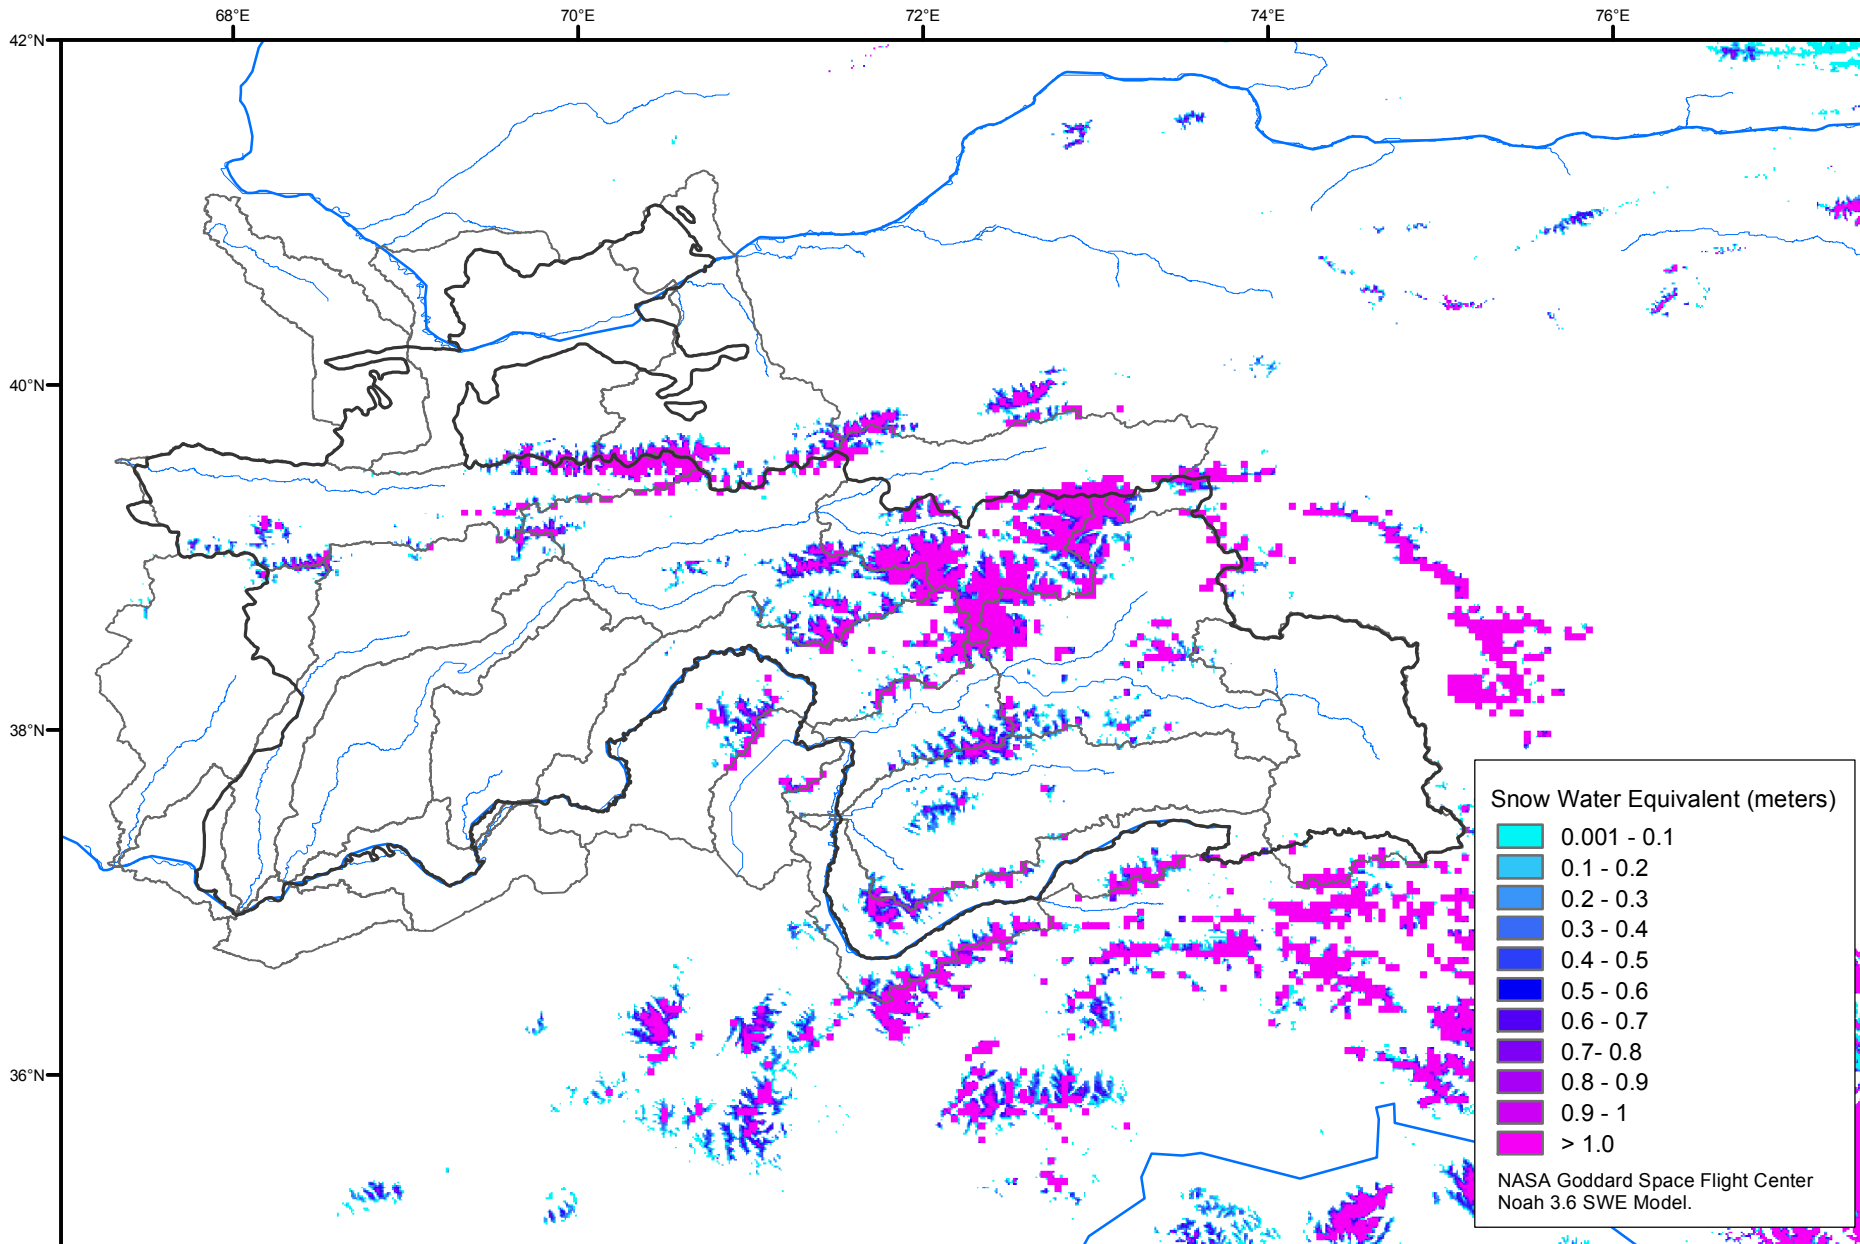 68°E
70°E
72°E
74°E
76°E
42°N
40°N
38°N
36°N
Snow Water Equivalent (meters)
0.001 - 0.1
0.1 - 0.2
0.2 - 0.3
0.3 - 0.4
0.4 - 0.5
0.5 - 0.6
0.6 - 0.7
0.7- 0.8
0.8 - 0.9
0.9 - 1
> 1.0
NASA Goddard Space Flight Center
Noah 3.6 SWE Model.